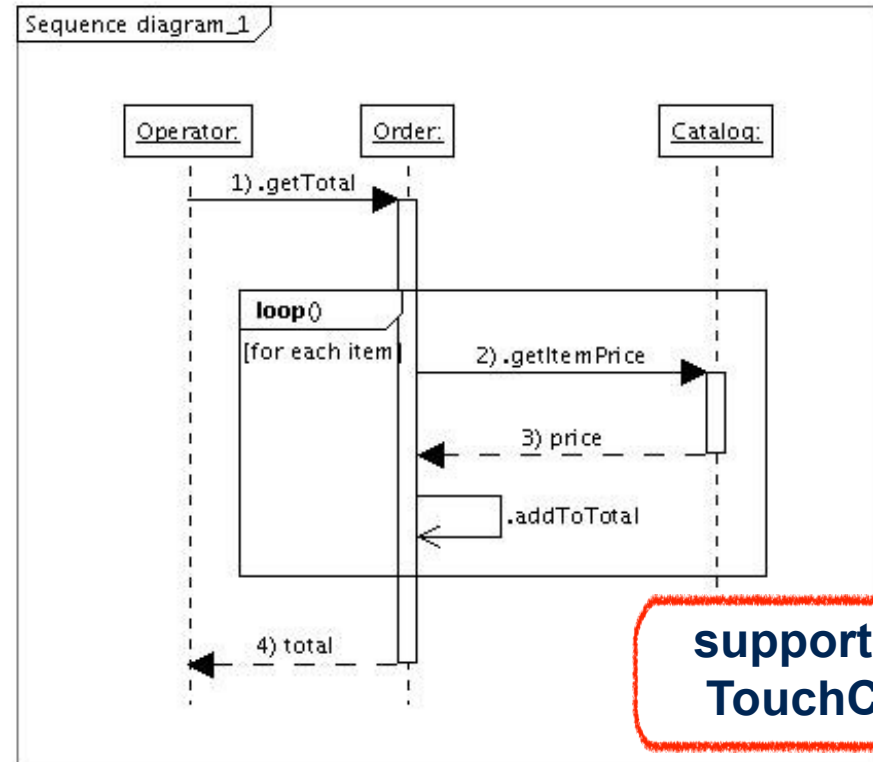 Sequence diagram_1
Operator: Order: Catalog:
1) .getTotal
loop()
[for each item]
2) .getItemPrice
3) price
.addToTotal
4) total
support
TouchC